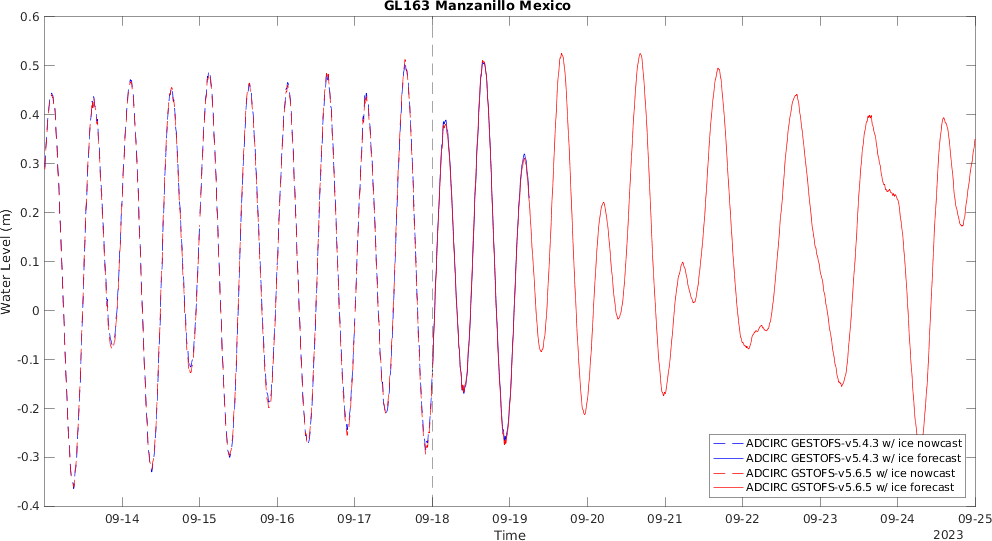 GL163 Manzanillo Mexico
Water Level (m)
0.6
0.5
0.4
0.3
0.2
0.1
0
-0.1
-0.2
-0.3
-0.4
ADCIRC GESTOFS-v5.4.3 w/ ice nowcast
ADCIRC GESTOFS-v5.4.3 w/ ice forecast
ADCIRC GSTOFS-v5.6.5 w/ ice nowcast
ADCIRC GSTOFS-v5.6.5 w/ ice forecast
09-14 09-15 09-16 09-17 09-18 09-19 09-20 09-21 09-22 09-23 09-24 09-25
Time
2023